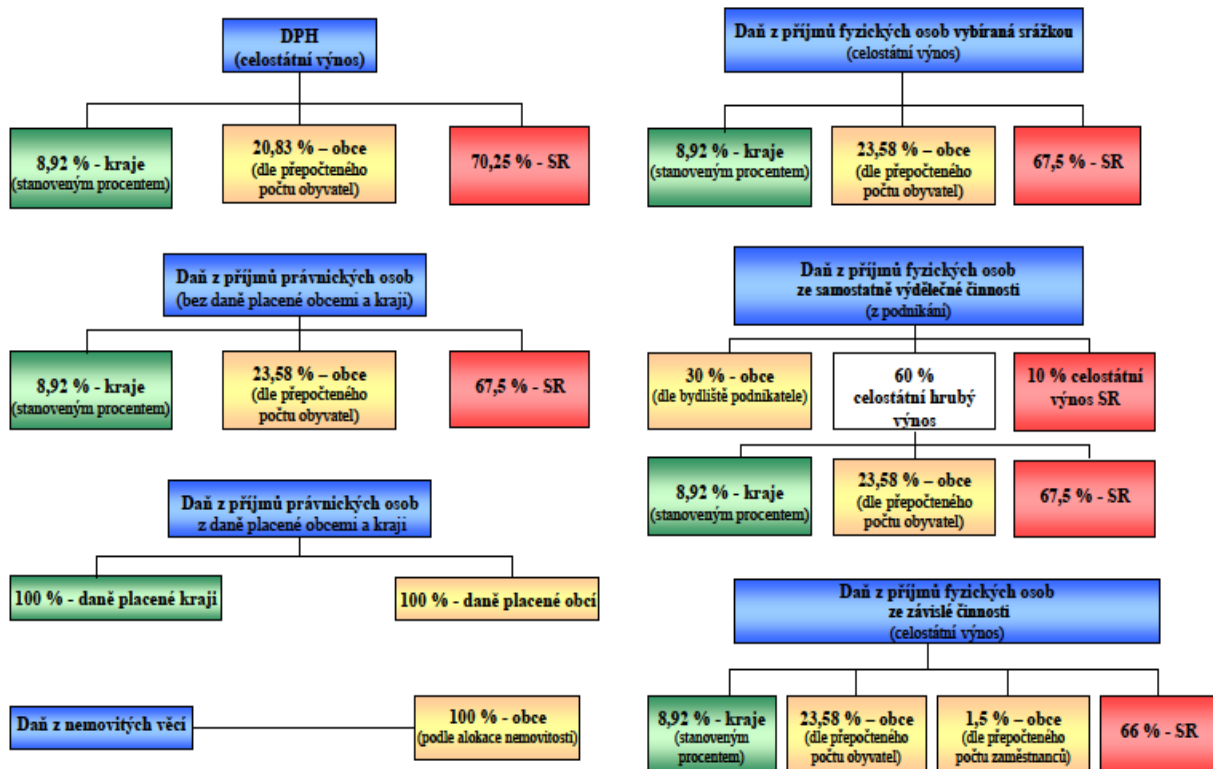 DPH
(celostátní výnos)
8,92 % - kraje
(stanoveným procentem)
20,83 % – obce
(dle přepočteného
počtu obyvatel)
70,25 % - SR
Daň z příjmů právnických osob
(bez daně placené obcemi a kraji)
8,92 % - kraje
(stanoveným procentem)
23,58 % – obce
(dle přepočteného
počtu obyvatel)
67,5 % - SR
Daň z příjmů právnických osob
z daně placené obcemi a kraji
100 % - daně placené kraji
100 % - daně placené obcí
Daň z nemovitých věcí
100 % - obce
(podle alokace nemovitosti)
Daň z příjmů fyzických osob vybíraná srážkou
(celostátní výnos)
8,92 % - kraje
(stanoveným procentem)
23,58 % – obce
(dle přepočteného
počtu obyvatel)
67,5 % - SR
Daň z příjmů fyzických osob
ze samostatně výdělečné činnosti
(z podnikání)
30 % - obce
(dle bydliště podnikatele)
60 %
celostátní hrubý
výnos
10 % celostátní
výnos SR
8,92 % - kraje
(stanoveným procentem)
23,58 % – obce
(dle přepočteného
počtu obyvatel)
67,5 % - SR
Daň z příjmů fyzických osob
ze závislé činnosti
(celostátní výnos)
8,92 % - kraje
(stanoveným
procentem)
23,58 % – obce
(dle přepočteného
počtu obyvatel)
1,5 % – obce
(dle přepočteného
počtu zaměstnanců)
66 % - SR